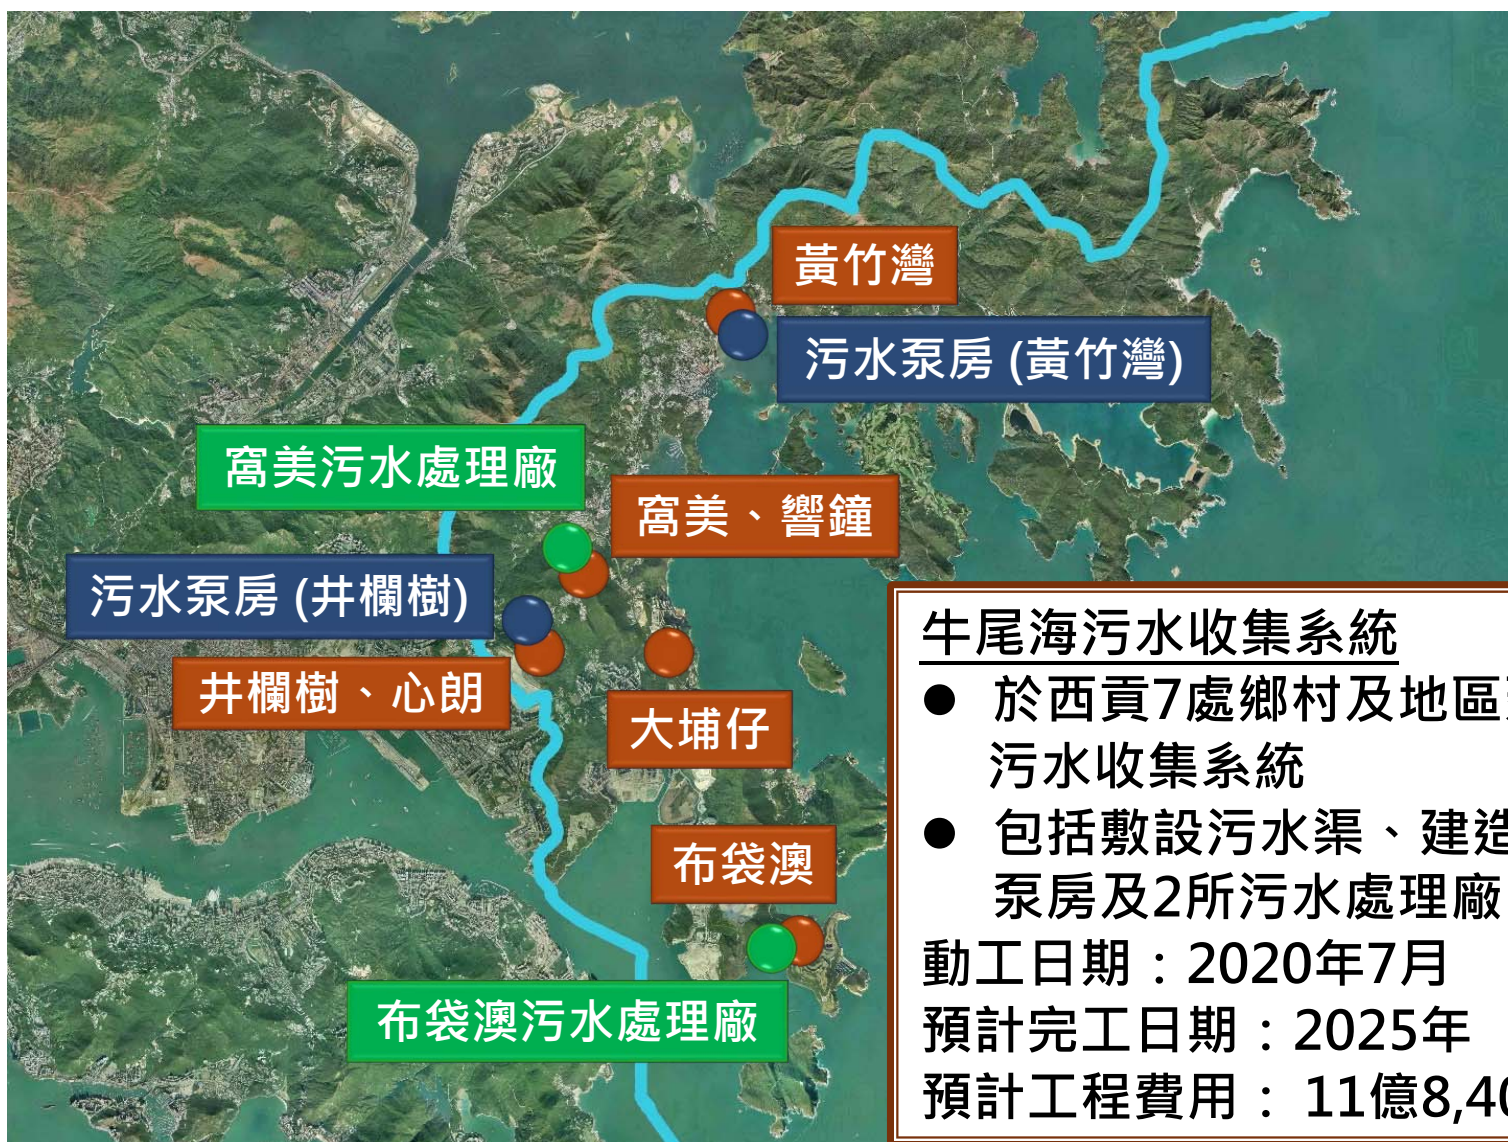 黃竹灣
污水泵房 (黃竹灣)
窩美污水處理廠
窩美、響鐘
污水泵房 (井欄樹)
井欄樹、心朗
大埔仔
布袋澳
布袋澳污水處理廠
牛尾海污水收集系統
● 於西貢7處鄉村及地區
污水收集系統
● 包括敷設污水渠、建造
泵房及2所污水處理廠
動工日期：2020年7月
預計完工日期：2025年
預計工程費用： 11億8,40